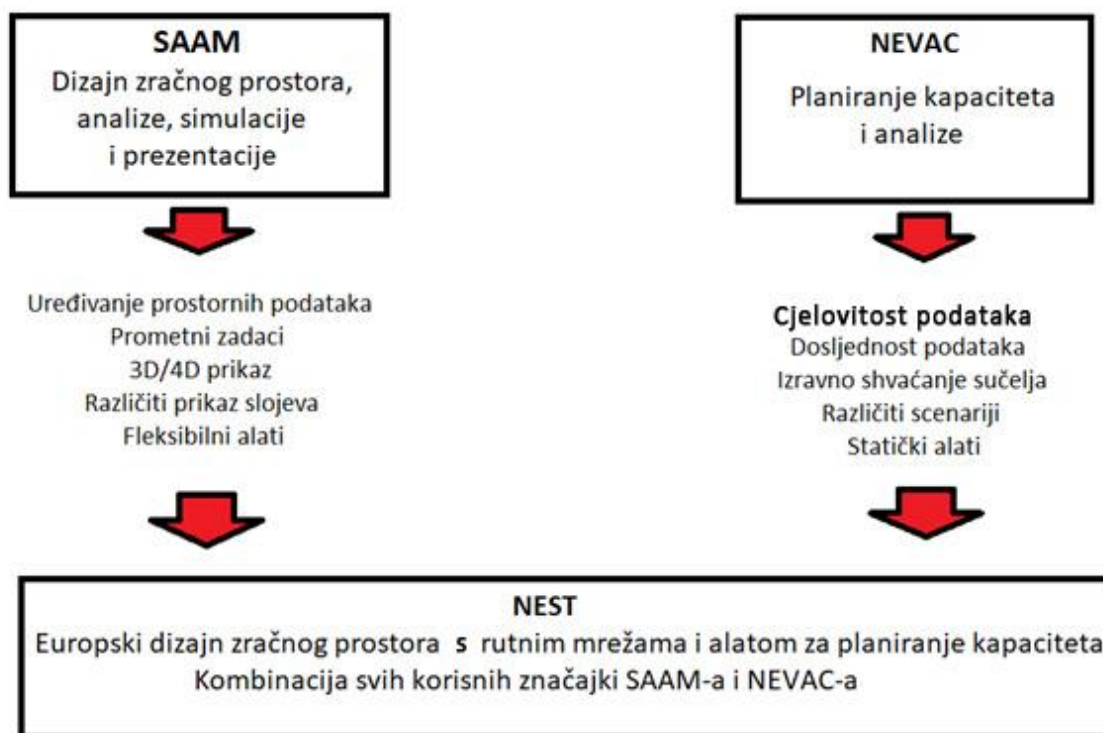 SAAM
Dizajn zračnog prostora,
analize, simulacije
i prezentacije
NEVAC
Planiranje kapaciteta
i analize
Uređivanje prostornih podataka
Prometni zadaci
3D/4D prikaz
Različiti prikaz slojeva
Fleksibilni alati
Cjelovitost podataka
Dosljednost podataka
Izravno shvaćanje sučelja
Različiti scenariji
Statički alati
NEST
Europski dizajn zračnog prostora s rutnim mrežama i alatom za planiranje kapaciteta
Kombinacija svih korisnih značajki SAAM-a i NEVAC-a